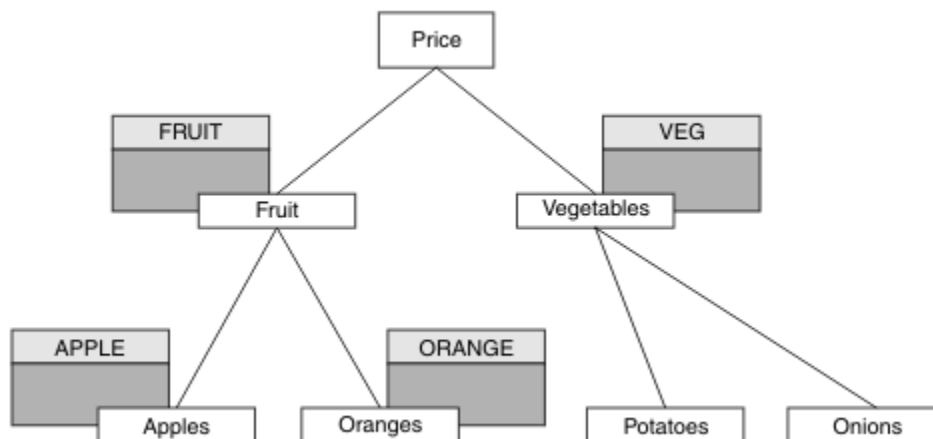 Price
FRUIT
VEG
Fruit
Vegetables
APPLE
ORANGE
Apples
Oranges
Potatoes
Onions